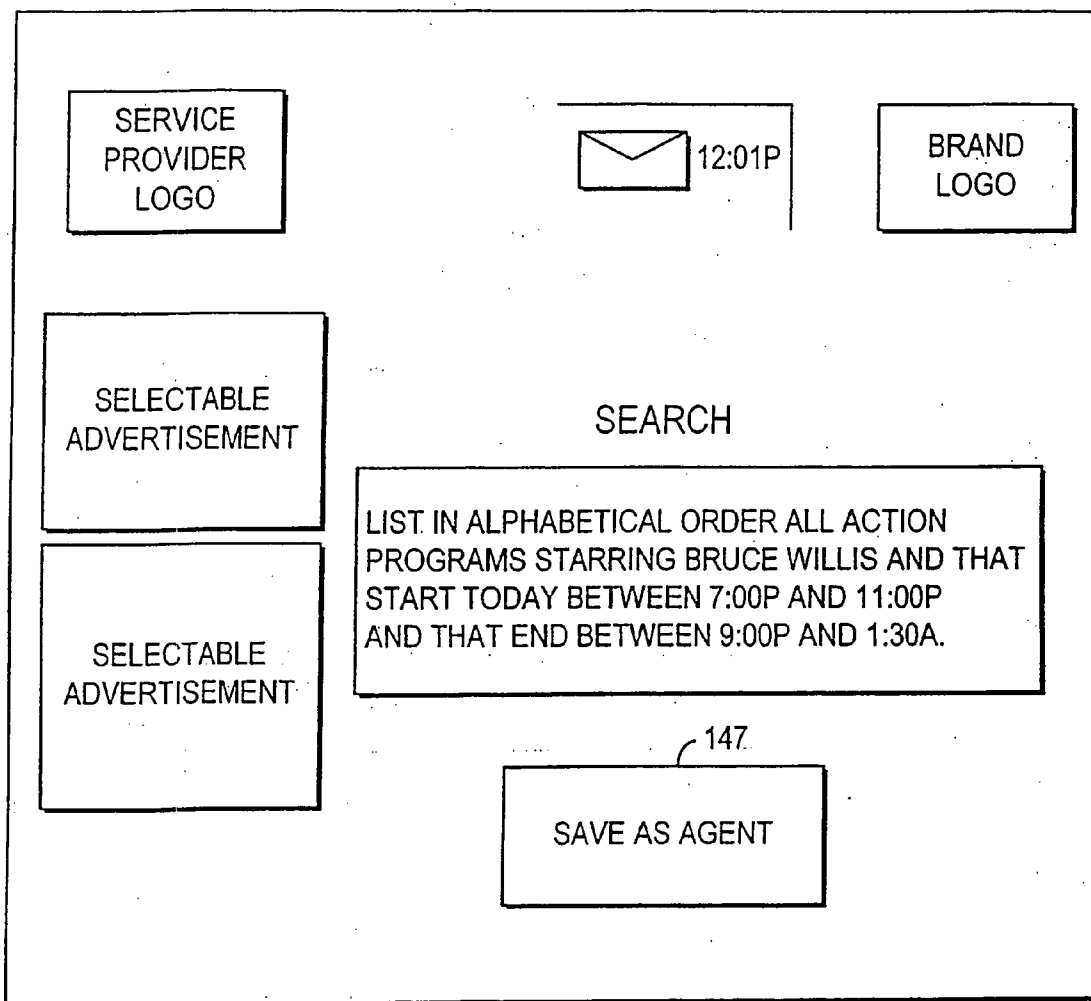 SERVICE
PROVIDER
LOGO
12:01P
BRAND
LOGO
SELECTABLE
ADVERTISEMENT
SELECTABLE
ADVERTISEMENT
SEARCH
LIST IN ALPHABETICAL ORDER ALL ACTION
PROGRAMS STARRING BRUCE WILLIS AND THAT
START TODAY BETWEEN 7:00P AND 11:00P
AND THAT END BETWEEN 9:00P AND 1:30A.
147
SAVE AS AGENT